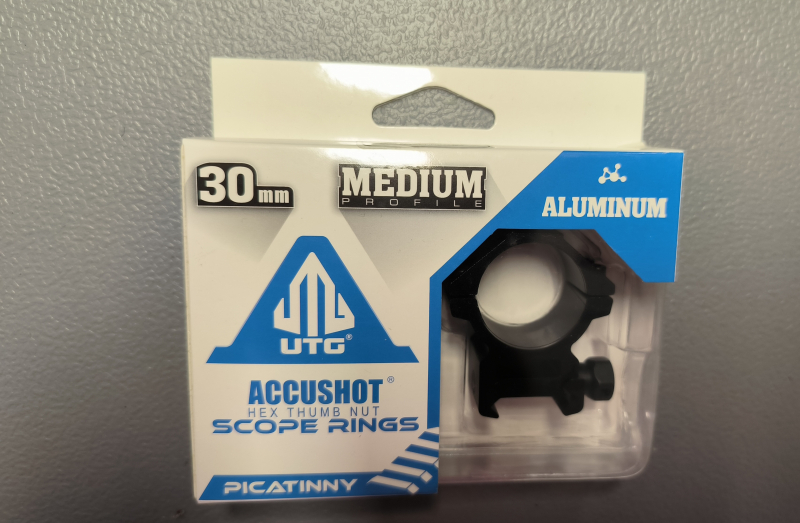 30mm
MEDIUM
PROFILE
ALUMINUM
UTG®
ACCUSHOT®
HEX THUMB NUT
SCOPE RINGS
PICATINNY